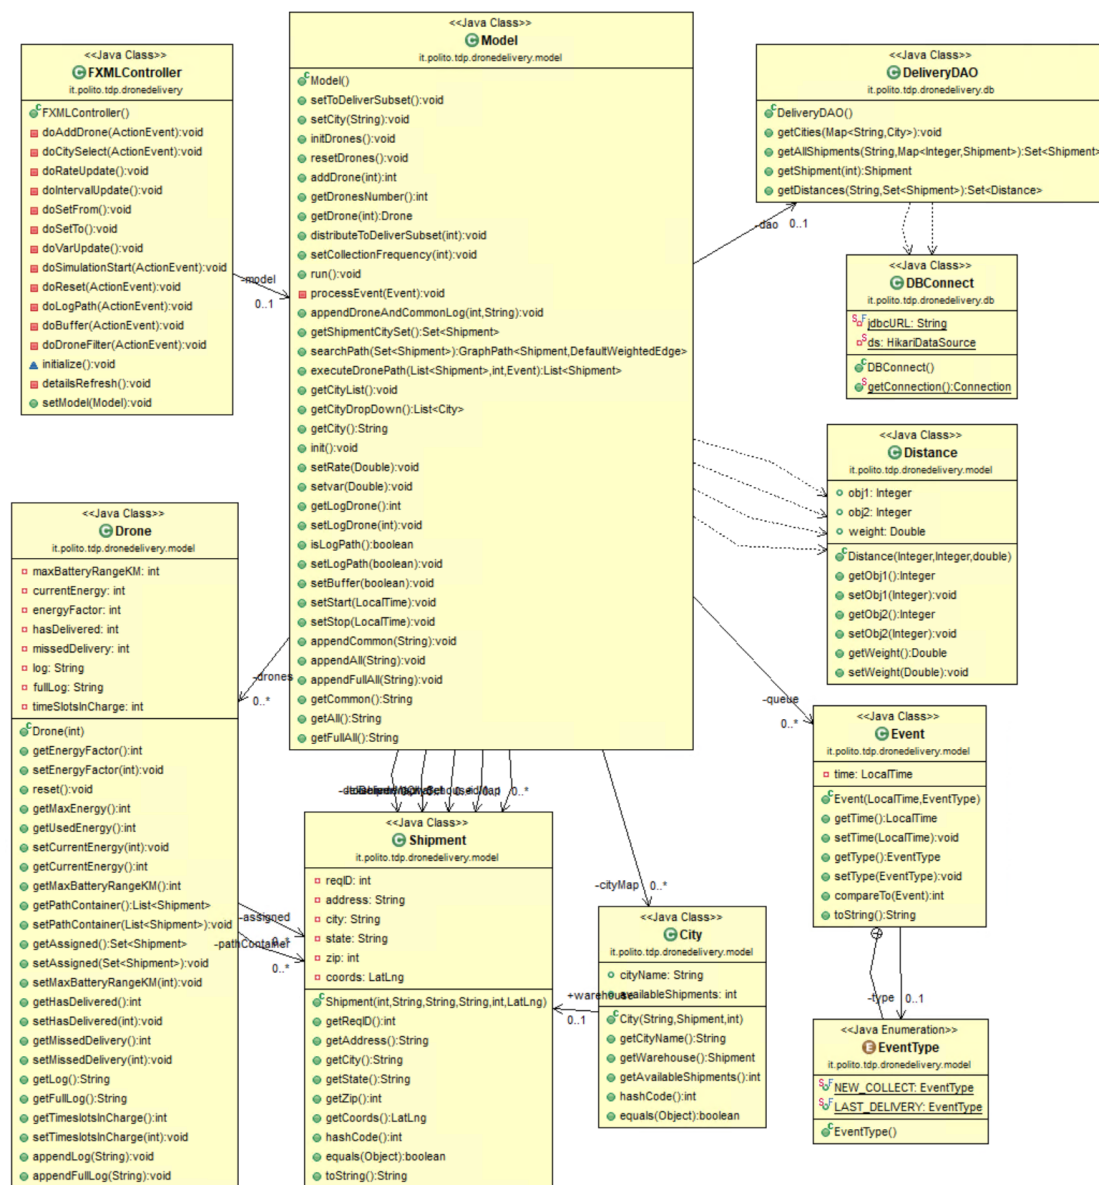 <<Java Class>>
FXMLController
it.polito.tdp.dronedelivery
FXMLController()
doAddDrone(ActionEvent):void
doCitySelect(ActionEvent):void
doRateUpdate():void
doIntervalUpdate():void
doSetFrom():void
doSetTo():void
doVarUpdate():void
doSimulationStart(ActionEvent):void
doReset(ActionEvent):void
doLogPath(ActionEvent):void
doBuffer(ActionEvent):void
doDroneFilter(ActionEvent):void
initialize():void
detailsRefresh():void
setModel(Model):void
-model
0..1
<<Java Class>>
Model
it.polito.tdp.dronedelivery.model
Model()
setToDeliverSubset():void
setCity(String):void
initDrones():void
resetDrones():void
addDrone(int):int
getDronesNumber():int
getDrone(int):Drone
distributeToDeliverSubset(int):void
setCollectionFrequency(int):void
run():void
processEvent(Event):void
appendDroneAndCommonLog(int,String):void
getShipmentCitySet():Set<Shipment>
searchPath(Set<Shipment>):GraphPath<Shipment,DefaultWeightedEdge>
executeDronePath(List<Shipment>,int,Event):List<Shipment>
getCityList():void
getCityDropDown():List<City>
getCity():String
init():void
setRate(Double):void
setvar(Double):void
getLogDrone():int
setLogDrone(int):void
isLogPath():boolean
setLogPath(boolean):void
setBuffer(boolean):void
setStart(LocalTime):void
setStop(LocalTime):void
appendCommon(String):void
appendAll(String):void
appendFullAll(String):void
getCommon():String
getAll():String
getFullAll():String
-dao
0..1
<<Java Class>>
DeliveryDAO
it.polito.tdp.dronedelivery.db
DeliveryDAO()
getCities(Map<String,City>):void
getAllShipments(String,Map<Integer,Shipment>):Set<Shipment>
getShipment(int):Shipment
getDistances(String,Set<Shipment>):Set<Distance>
<<Java Class>>
DBConnect
it.polito.tdp.dronedelivery.db
jdbcURL: String
ds: HikariDataSource
DBConnect()
getConnection():Connection
<<Java Class>>
Distance
it.polito.tdp.dronedelivery.model
obj1: Integer
obj2: Integer
weight: Double
Distance(Integer,Integer,double)
getObj1():Integer
setObj1(Integer):void
getObj2():Integer
setObj2(Integer):void
getWeight():Double
setWeight(Double):void
<<Java Class>>
Drone
it.polito.tdp.dronedelivery.model
maxBatteryRangeKM: int
currentEnergy: int
energyFactor: int
hasDelivered: int
missedDelivery: int
log: String
fullLog: String
timeSlotsInCharge: int
Drone(int)
getEnergyFactor():int
setEnergyFactor(int):void
reset():void
getMaxEnergy():int
getUsedEnergy():int
setCurrentEnergy(int):void
getCurrentEnergy():int
getMaxBatteryRangeKM():int
getPathContainer():List<Shipment>
setPathContainer(List<Shipment>):void
getAssigned():Set<Shipment>
setAssigned(Set<Shipment>):void
setMaxBatteryRangeKM(int):void
getHasDelivered():int
setHasDelivered(int):void
getMissedDelivery():int
setMissedDelivery(int):void
getLog():String
getFullLog():String
getTimeslotsInCharge():int
setTimeslotsInCharge(int):void
appendLog(String):void
appendFullLog(String):void
-drones
0..*
0..*
0..*
-assigned
0..*
-pathContainer
0..*
<<Java Class>>
Shipment
it.polito.tdp.dronedelivery.model
reqID: int
address: String
city: String
state: String
zip: int
coords: LatLng
Shipment(int,String,String,String,int,LatLng)
getReqID():int
getAddress():String
getCity():String
getState():String
getZip():int
getCoords():LatLng
hashCode():int
equals(Object):boolean
toString():String
-cityMap
0..*
+warehouse
0..1
<<Java Class>>
City
it.polito.tdp.dronedelivery.model
cityName: String
availableShipments: int
City(String,Shipment,int)
getCityName():String
getWarehouse():Shipment
getAvailableShipments():int
hashCode():int
equals(Object):boolean
-queue
0..*
<<Java Class>>
Event
it.polito.tdp.dronedelivery.model
time: LocalTime
Event(LocalTime,EventType)
getTime():LocalTime
setTime(LocalTime):void
getType():EventType
setType(EventType):void
compareTo(Event):int
toString():String
-type
0..1
<<Java Enumeration>>
EventType
it.polito.tdp.dronedelivery.model
NEW_COLLECT: EventType
LAST_DELIVERY: EventType
EventType()